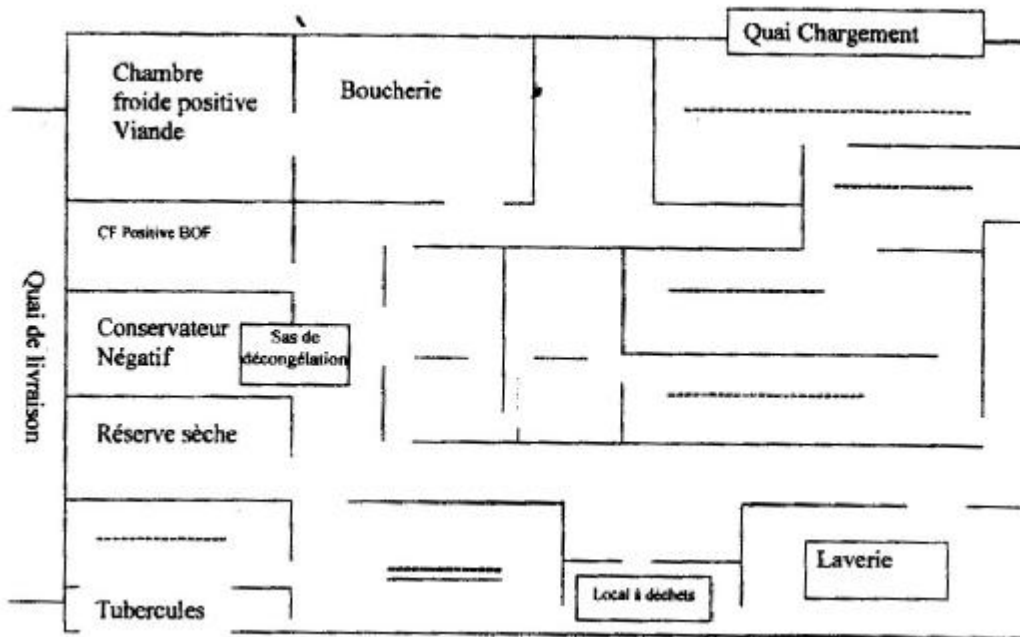 Quai Chargement
Chambre
froide positive
Viande
Boucherie
CF Positive BOF
Quai de livraison
Conservateur
Négatif
Sas de
décongélation
Réserve sèche
Tubercules
Local à déchets
Laverie